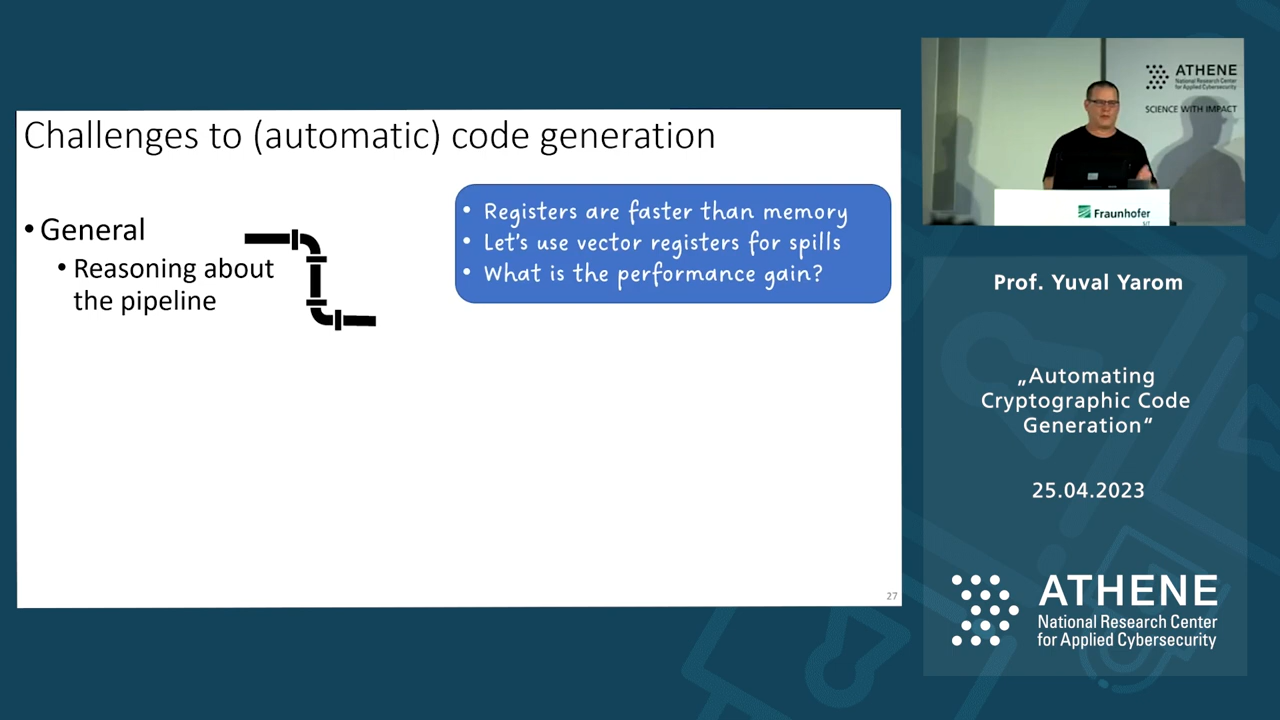 Challenges to (automatic) code generation
• General
• Reasoning about
the pipeline
• Registers are faster than memory
• Let's use vector registers for spills
• What is the performance gain?
27
ATHENE
National Research Center
for Applied Cybersecurity
SCIENCE WITH IMPACT
Fraunhofer
SIT
Prof. Yuval Yarom
„Automating
Cryptographic Code
Generation“
25.04.2023
ATHENE
National Research Center
for Applied Cybersecurity